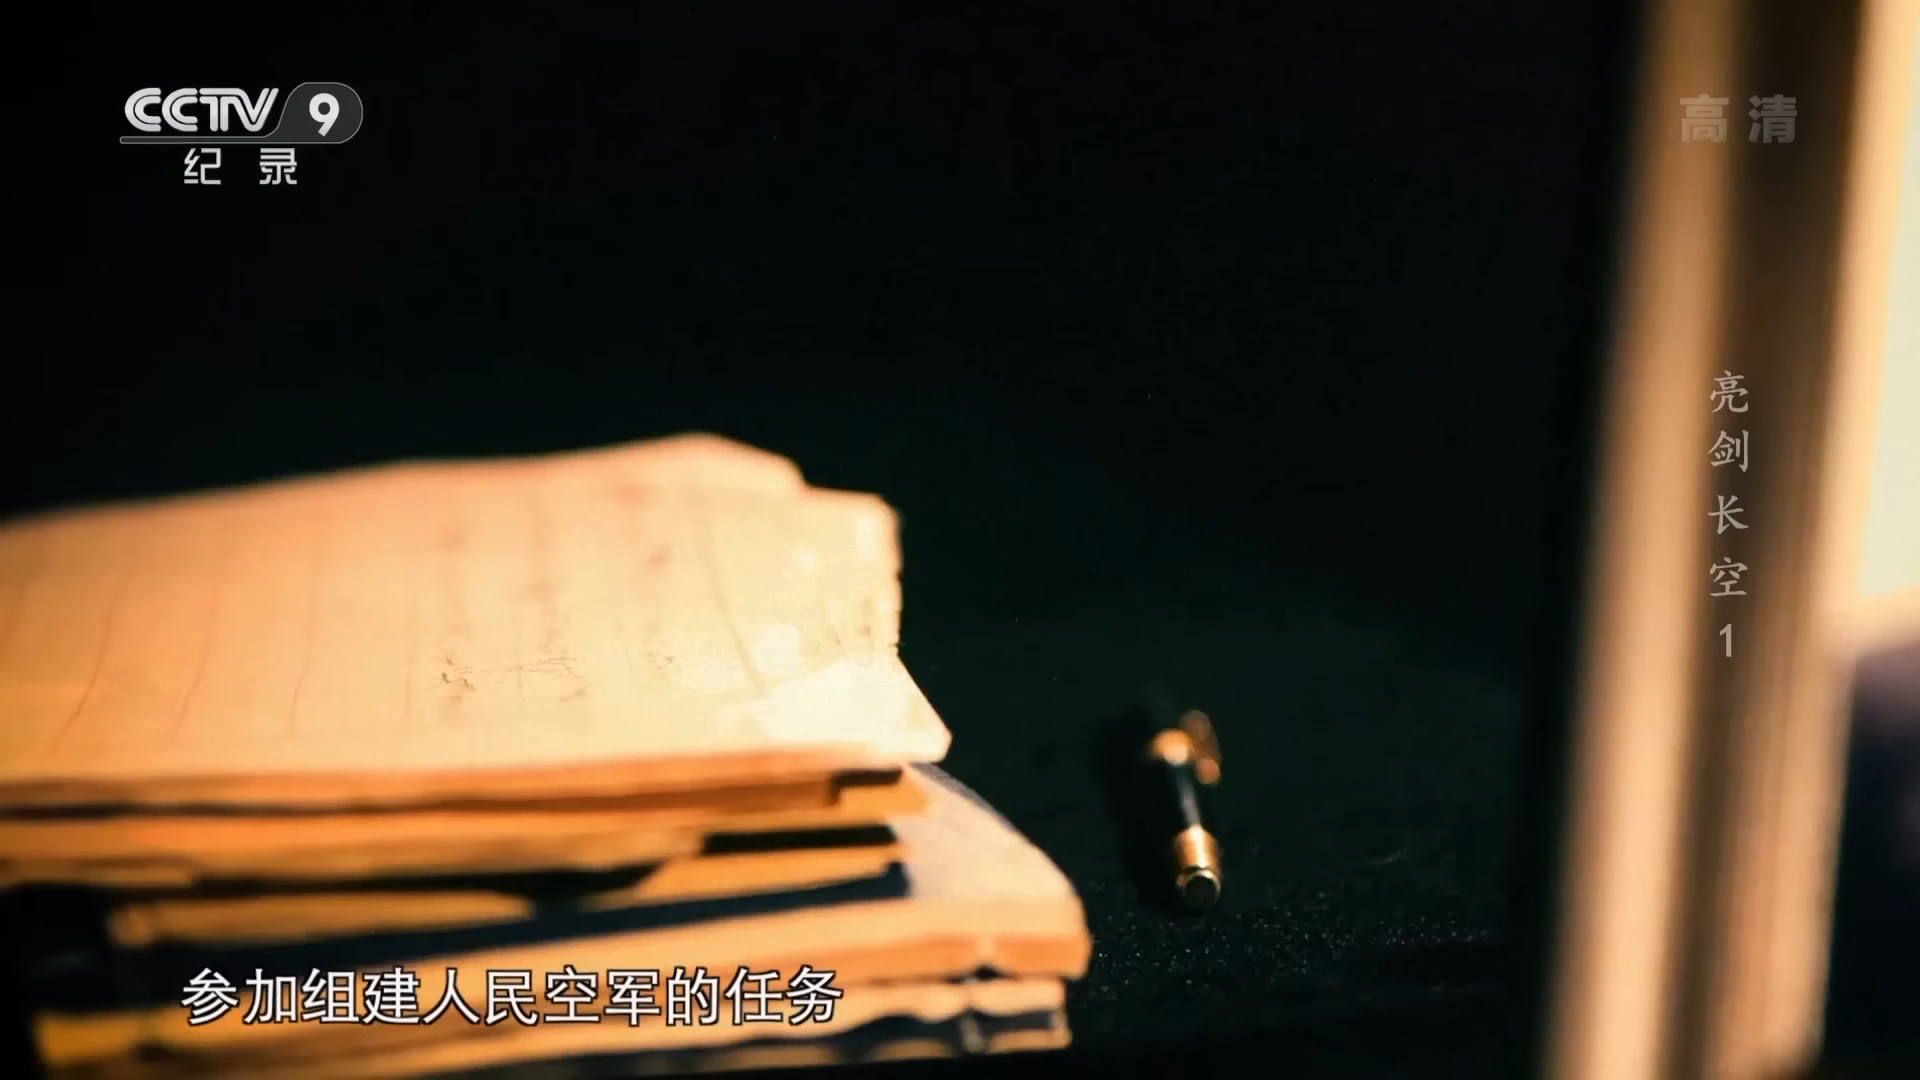 CCTV 9
纪录
高清
亮剑长空 1
参加组建人民空军的任务